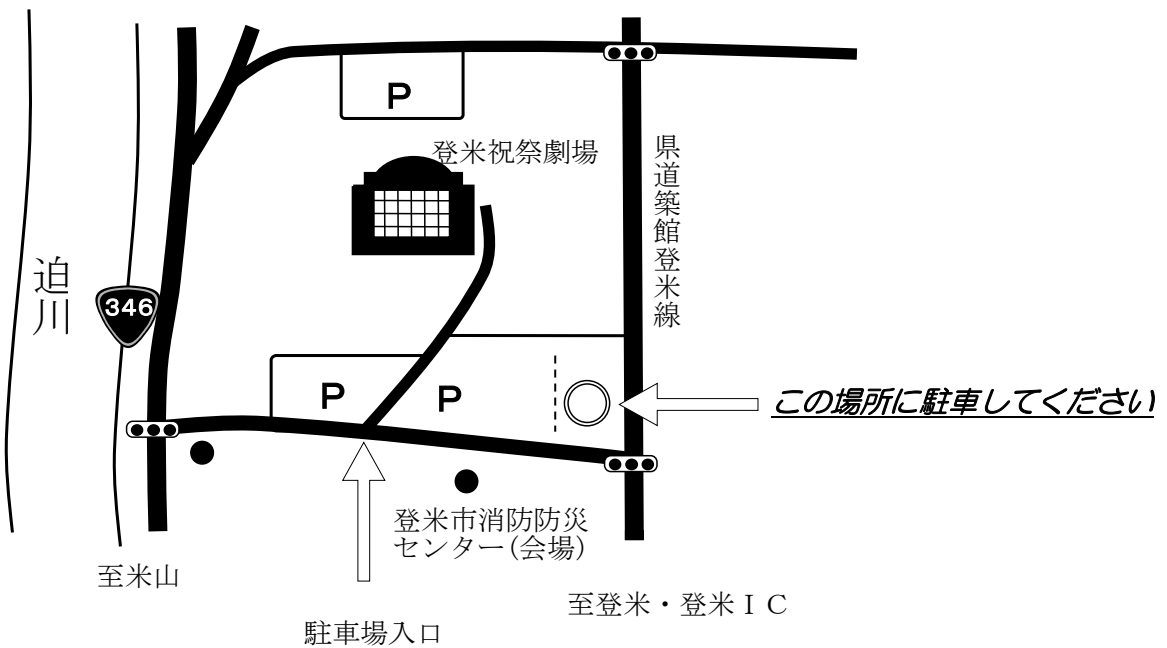 P
登米祝祭劇場
県道築館登米線
迫川
346
P
P
この場所に駐車してください
登米市消防防災
センター(会場)
至米山
至登米・登米ＩＣ
駐車場入口